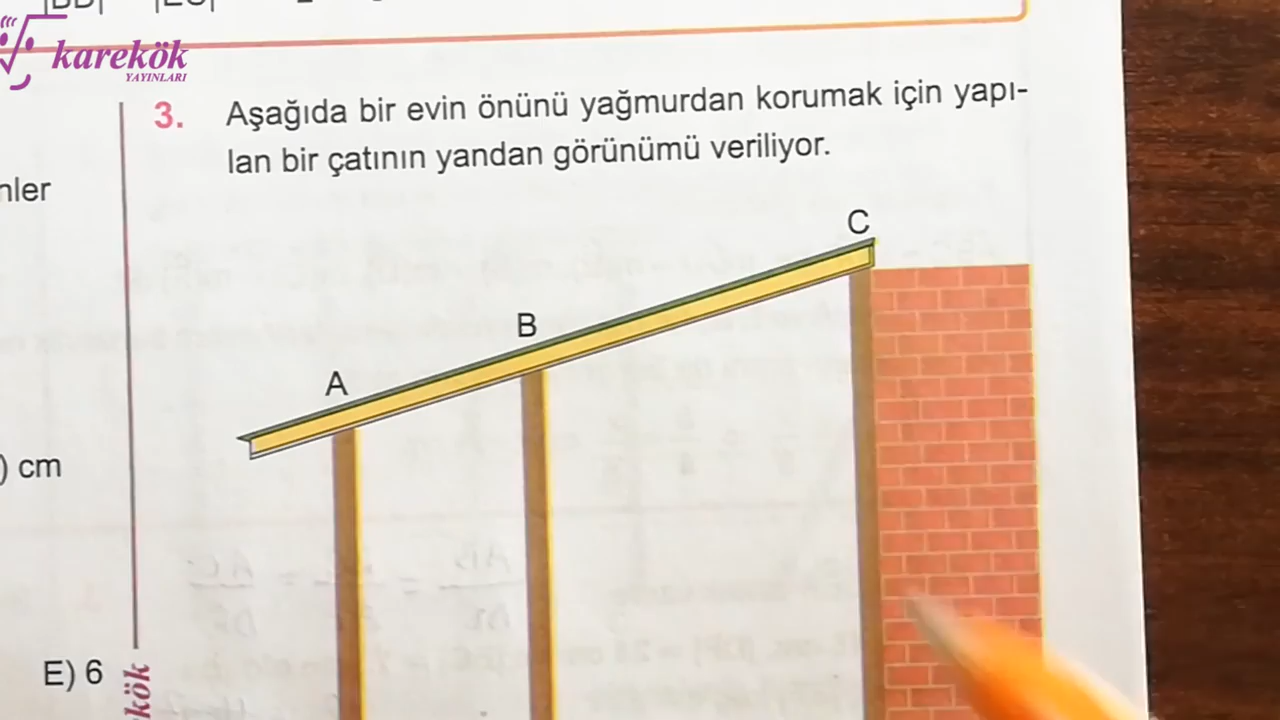 karekök
YAYINLARI
3. Aşağıda bir evin önünü yağmurdan korumak için yapı-
lan bir çatının yandan görünümü veriliyor.
nler
C
B
A
) cm
E) 6
kök